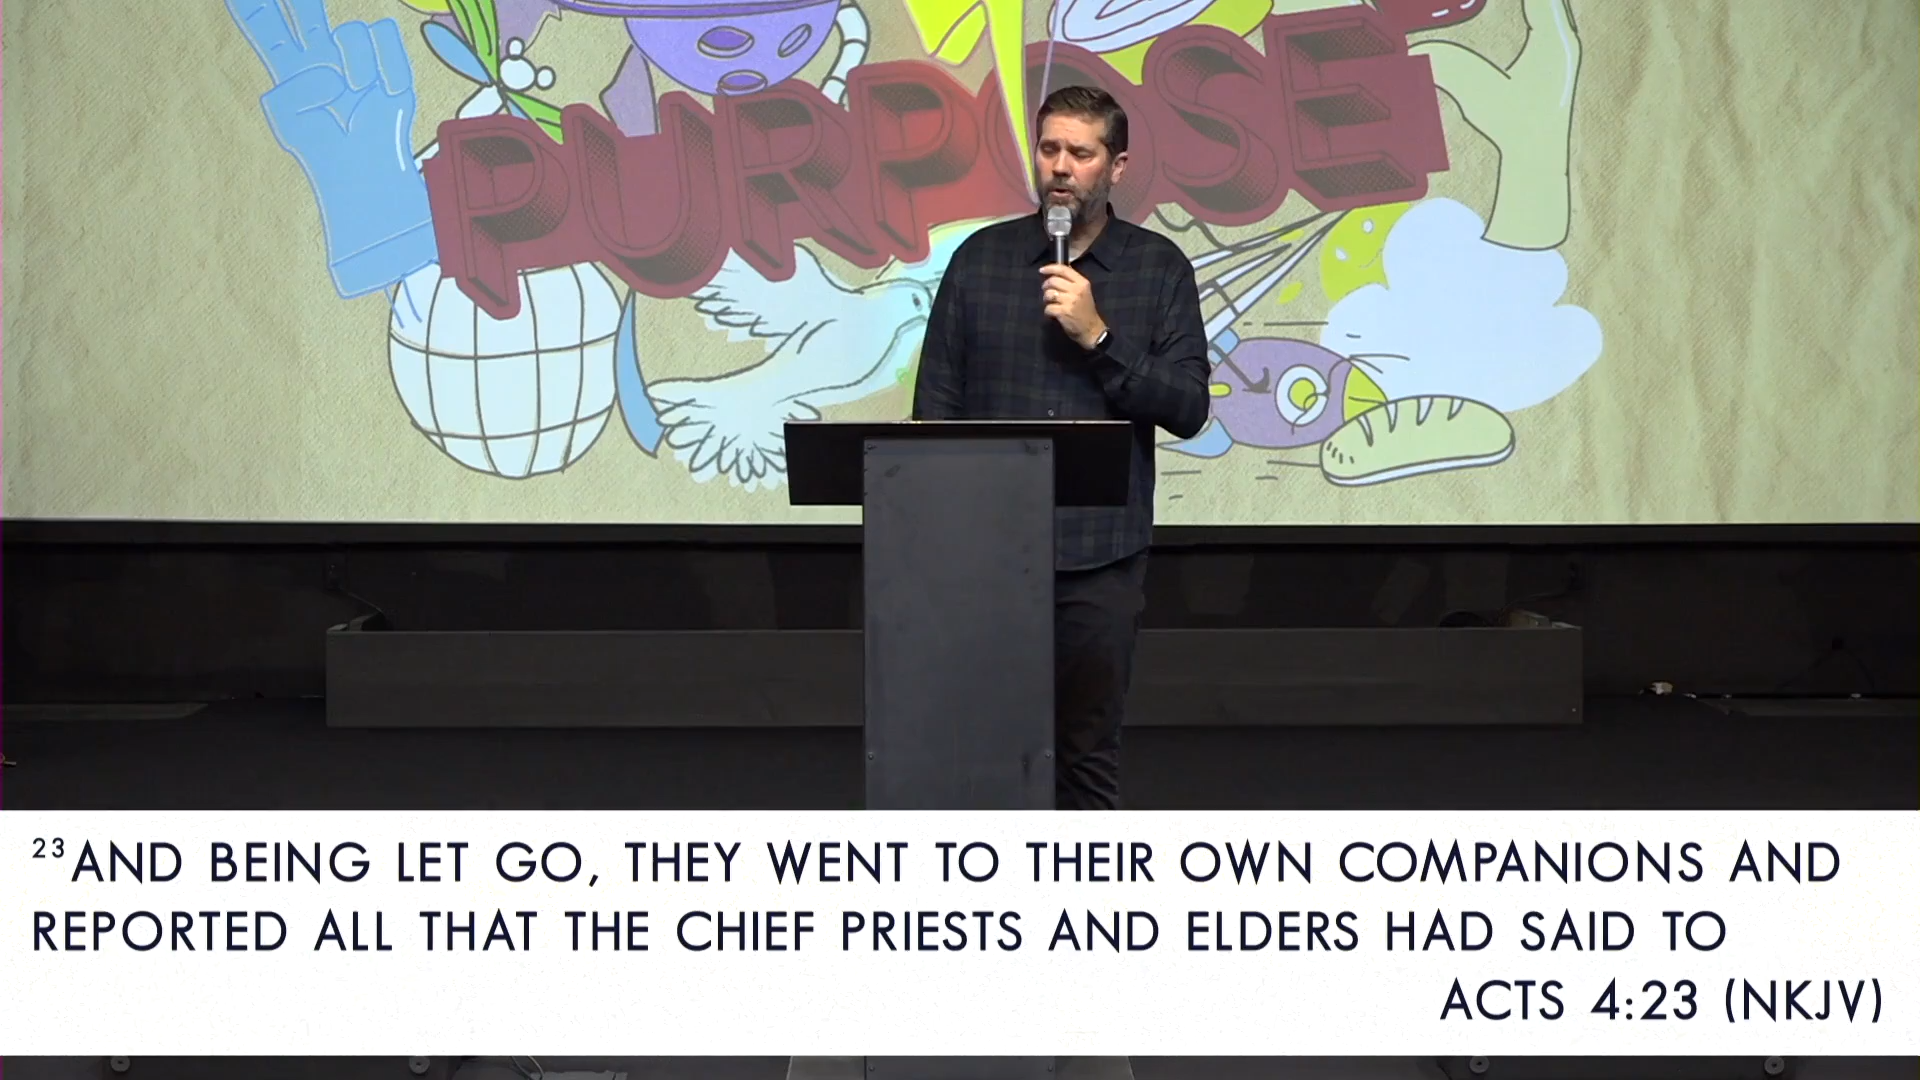 PURPOSE
²³AND BEING LET GO, THEY WENT TO THEIR OWN COMPANIONS AND
REPORTED ALL THAT THE CHIEF PRIESTS AND ELDERS HAD SAID TO
ACTS 4:23 (NKJV)